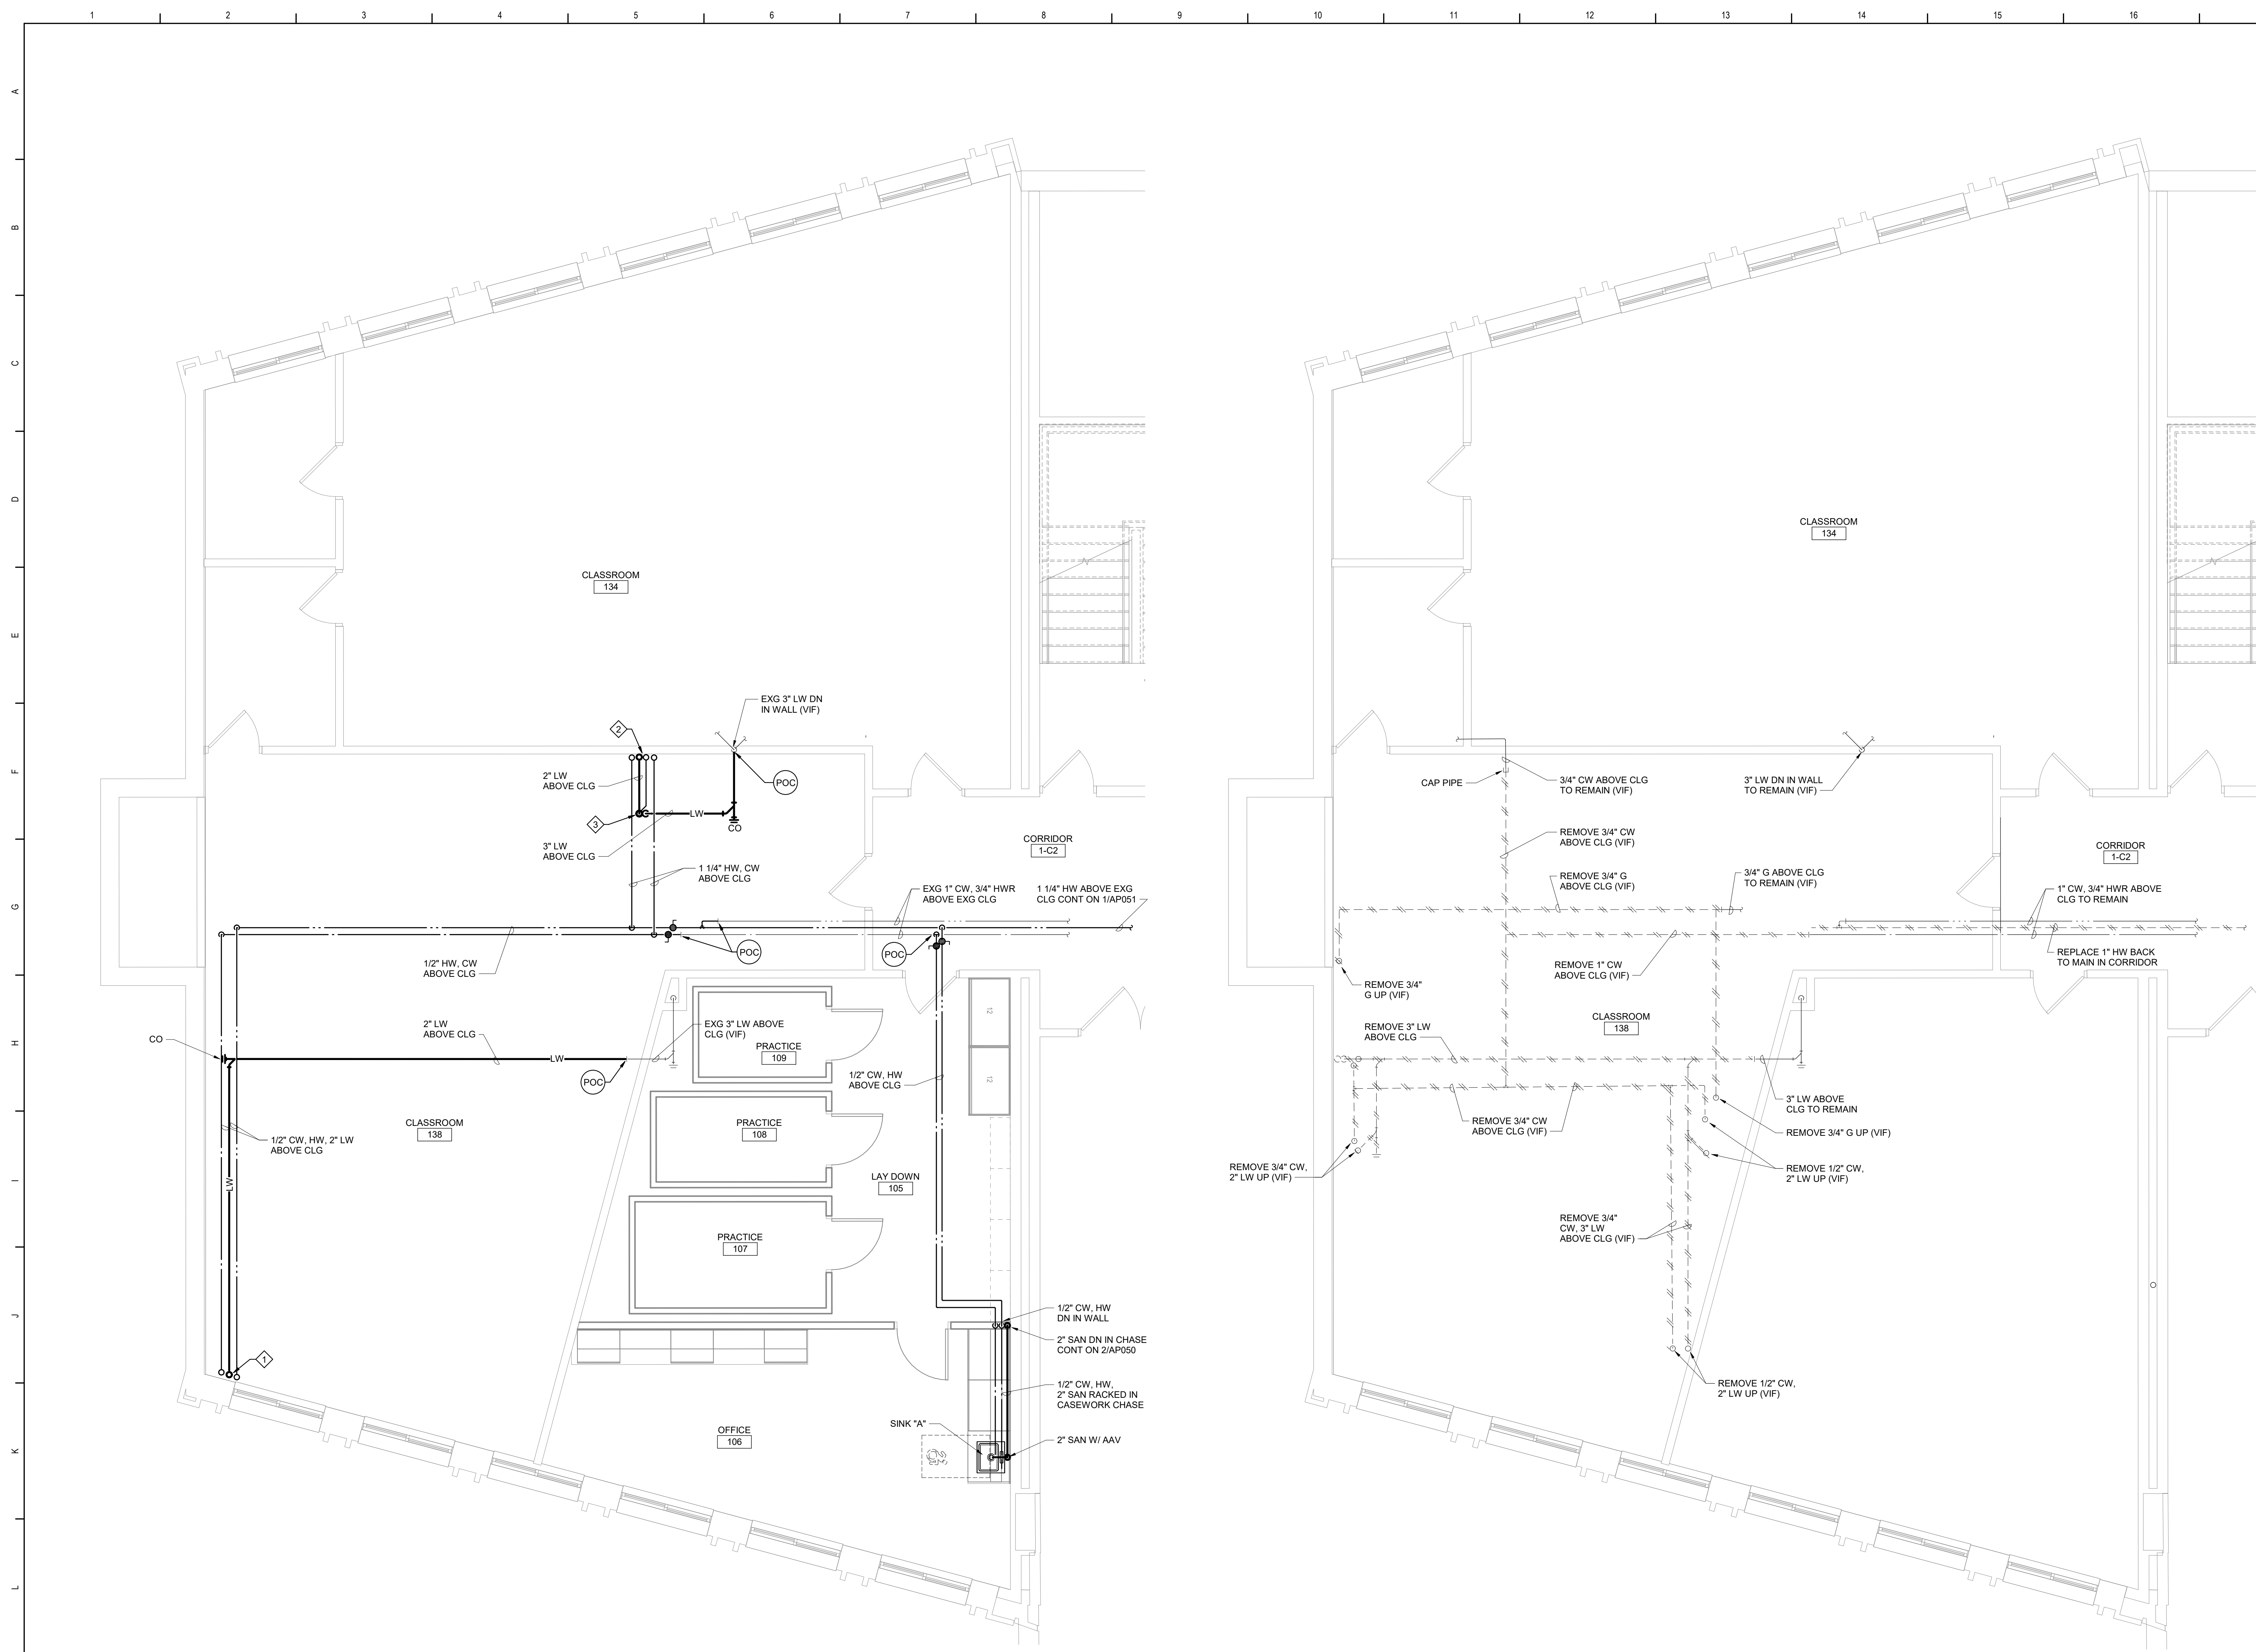 1 2 3 4 5 6 7 8 9 10 11 12 13 14 15 16
A
B
C
D
E
F
G
H
I
J
K
L
CLASSROOM
134
EXG 3" LW DN
IN WALL (VIF)
2
2" LW
ABOVE CLG
POC
3
LW
CO
3" LW
ABOVE CLG
1 1/4" HW, CW
ABOVE CLG
CORRIDOR
1-C2
EXG 1" CW, 3/4" HWR
ABOVE EXG CLG
1 1/4" HW ABOVE EXG
CLG CONT ON 1/AP051
POC
POC
1/2" HW, CW
ABOVE CLG
2" LW
ABOVE CLG
CO
LW
EXG 3" LW ABOVE
CLG (VIF)
POC
PRACTICE
109
12
12
1/2" CW, HW
ABOVE CLG
CLASSROOM
138
1/2" CW, HW, 2" LW
ABOVE CLG
LW
PRACTICE
108
LAY DOWN
105
PRACTICE
107
1/2" CW, HW
DN IN WALL
2" SAN DN IN CHASE
CONT ON 2/AP050
1
1/2" CW, HW,
2" SAN RACKED IN
CASEWORK CHASE
SINK "A"
OFFICE
106
2" SAN W/ AAV
CLASSROOM
134
CAP PIPE
3/4" CW ABOVE CLG
TO REMAIN (VIF)
3" LW DN IN WALL
TO REMAIN (VIF)
REMOVE 3/4" CW
ABOVE CLG (VIF)
CORRIDOR
1-C2
REMOVE 3/4" G
ABOVE CLG (VIF)
3/4" G ABOVE CLG
TO REMAIN (VIF)
1" CW, 3/4" HWR ABOVE
CLG TO REMAIN
REPLACE 1" HW BACK
TO MAIN IN CORRIDOR
REMOVE 1" CW
ABOVE CLG (VIF)
REMOVE 3/4"
G UP (VIF)
CLASSROOM
138
REMOVE 3" LW
ABOVE CLG
3" LW ABOVE
CLG TO REMAIN
REMOVE 3/4" CW
ABOVE CLG (VIF)
REMOVE 3/4" G UP (VIF)
REMOVE 3/4" CW,
2" LW UP (VIF)
REMOVE 1/2" CW,
2" LW UP (VIF)
REMOVE 3/4"
CW, 3" LW
ABOVE CLG (VIF)
REMOVE 1/2" CW,
2" LW UP (VIF)